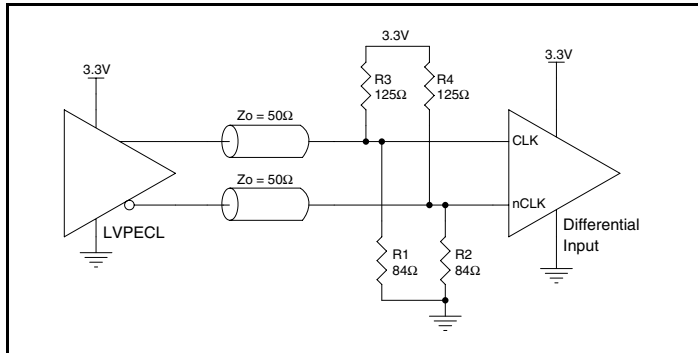 3.3V
3.3V
3.3V
R3
125Ω
R4
125Ω
Zo = 50Ω
CLK
Zo = 50Ω
nCLK
LVPECL
Differential
Input
R1
84Ω
R2
84Ω